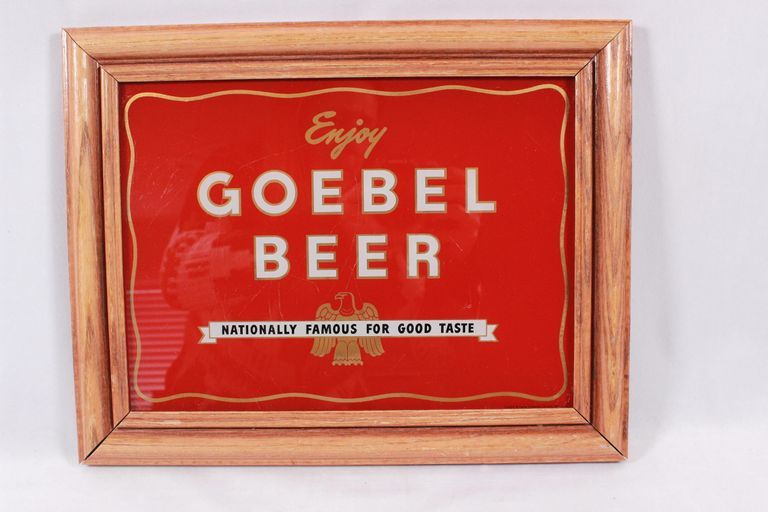 Enjoy
GOEBEL
BEER
NATIONALLY FAMOUS FOR GOOD TASTE